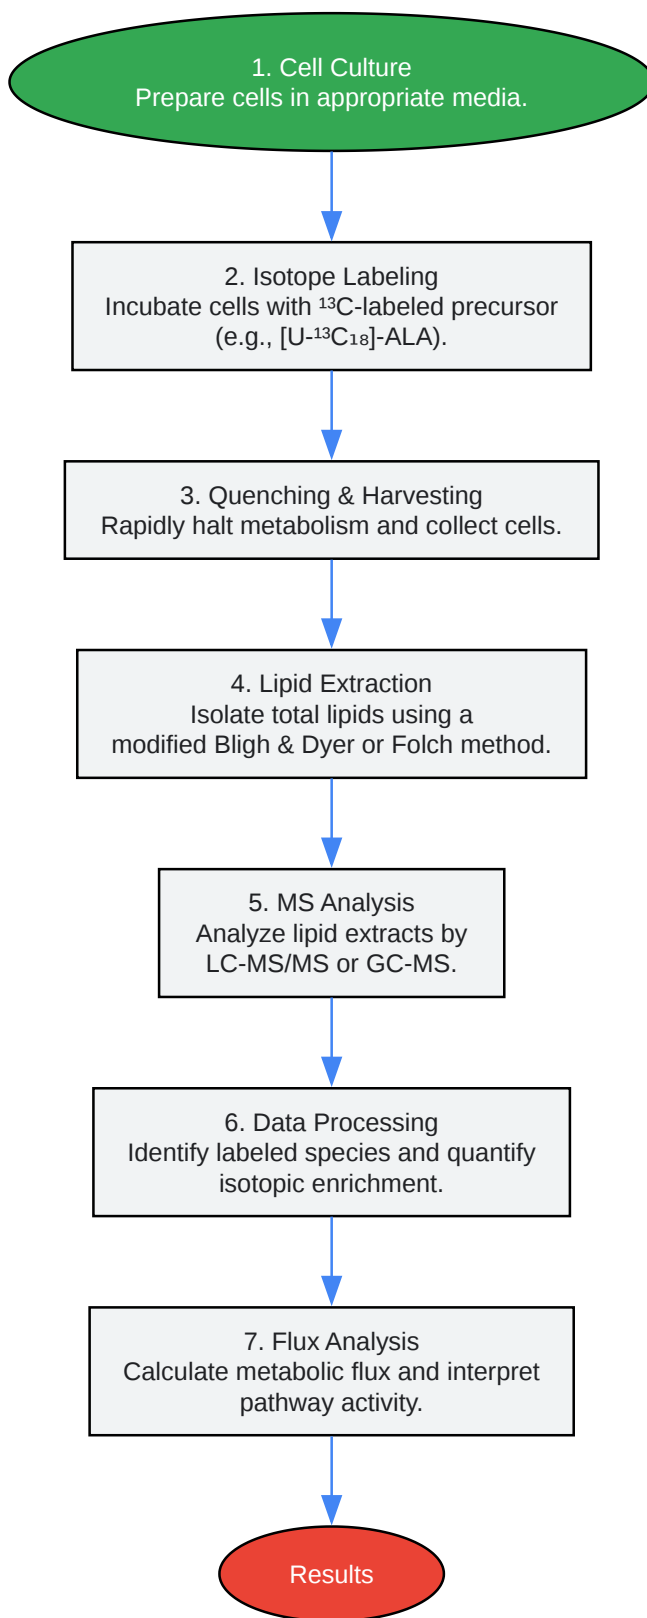 1. Cell Culture
Prepare cells in appropriate media.
2. Isotope Labeling
Incubate cells with ¹³C-labeled precursor
(e.g., [U-¹³C₁₈]-ALA).
3. Quenching & Harvesting
Rapidly halt metabolism and collect cells.
4. Lipid Extraction
Isolate total lipids using a
modified Bligh & Dyer or Folch method.
5. MS Analysis
Analyze lipid extracts by
LC-MS/MS or GC-MS.
6. Data Processing
Identify labeled species and quantify
isotopic enrichment.
7. Flux Analysis
Calculate metabolic flux and interpret
pathway activity.
Results